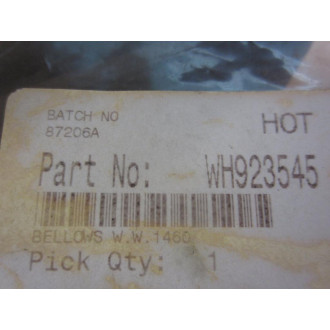 BATCH NO
87206A
HOT
Part No: WH923545
BELLOWS W.W.1460
Pick Qty: 1